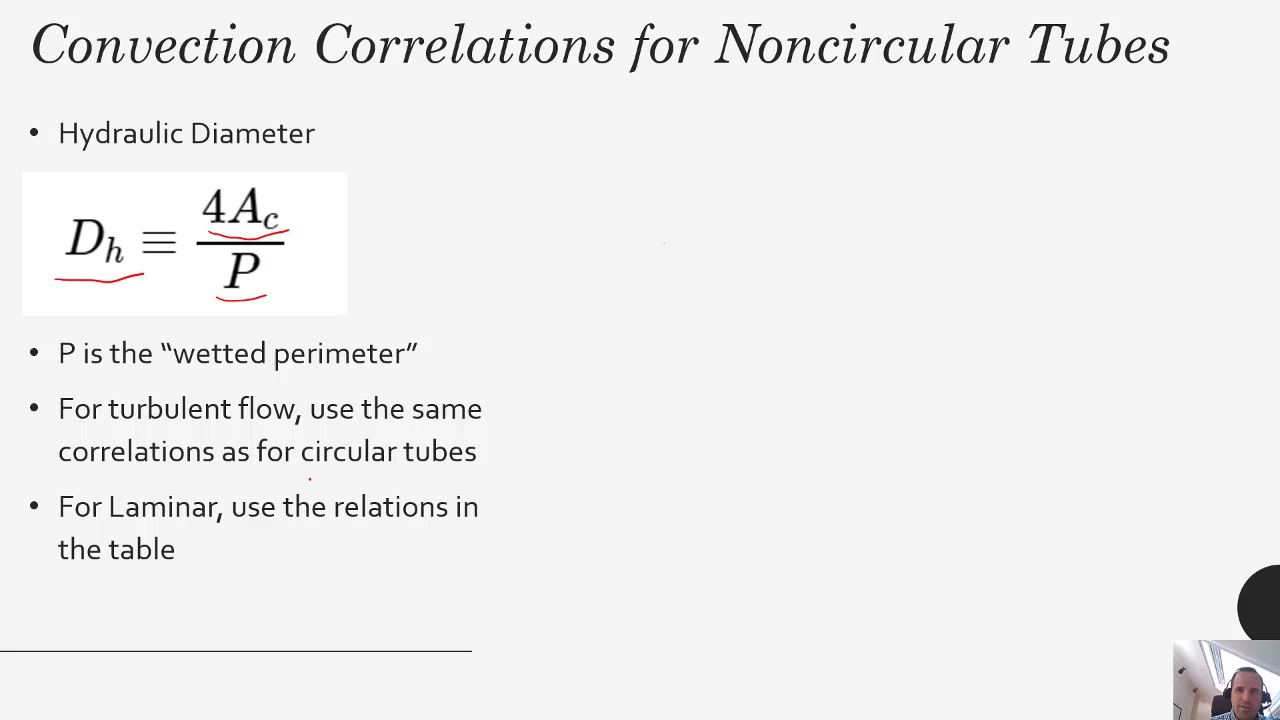 Convection Correlations for Noncircular Tubes
• Hydraulic Diameter
D_h ≡ 4A_c / P
• P is the “wetted perimeter”
• For turbulent flow, use the same
correlations as for circular tubes
• For Laminar, use the relations in
the table